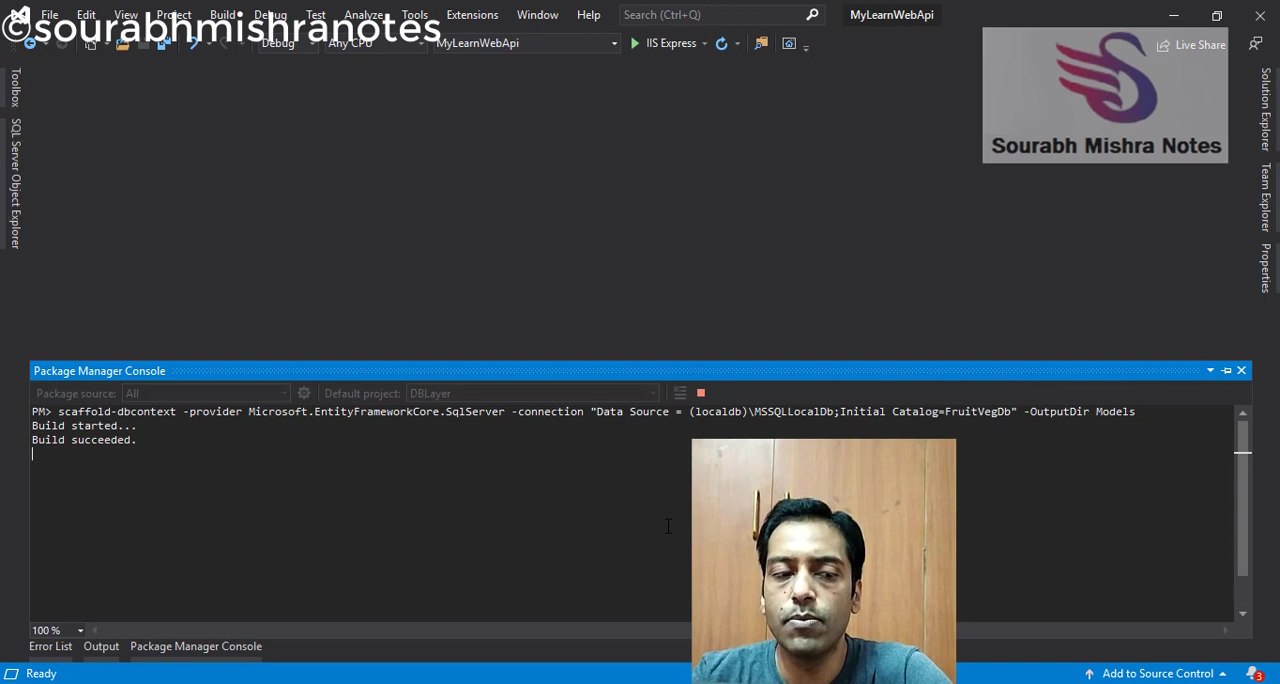 File Edit View Project Build Debug Test Analyze Tools Extensions Window Help Search (Ctrl+Q) MyLearnWebApi
©sourabhmishranotes
Debug Any CPU MyLearnWebApi IIS Express Live Share
Sourabh Mishra Notes
Toolbox
SQL Server Object Explorer
Solution Explorer
Team Explorer
Properties
Package Manager Console
Package source: All Default project: DBLayer
PM> scaffold-dbcontext -provider Microsoft.EntityFrameworkCore.SqlServer -connection "Data Source = (localdb)\MSSQLLocalDb;Initial Catalog=FruitVegDb" -OutputDir Models
Build started...
Build succeeded.
100 %
Error List Output Package Manager Console
Ready Add to Source Control 3